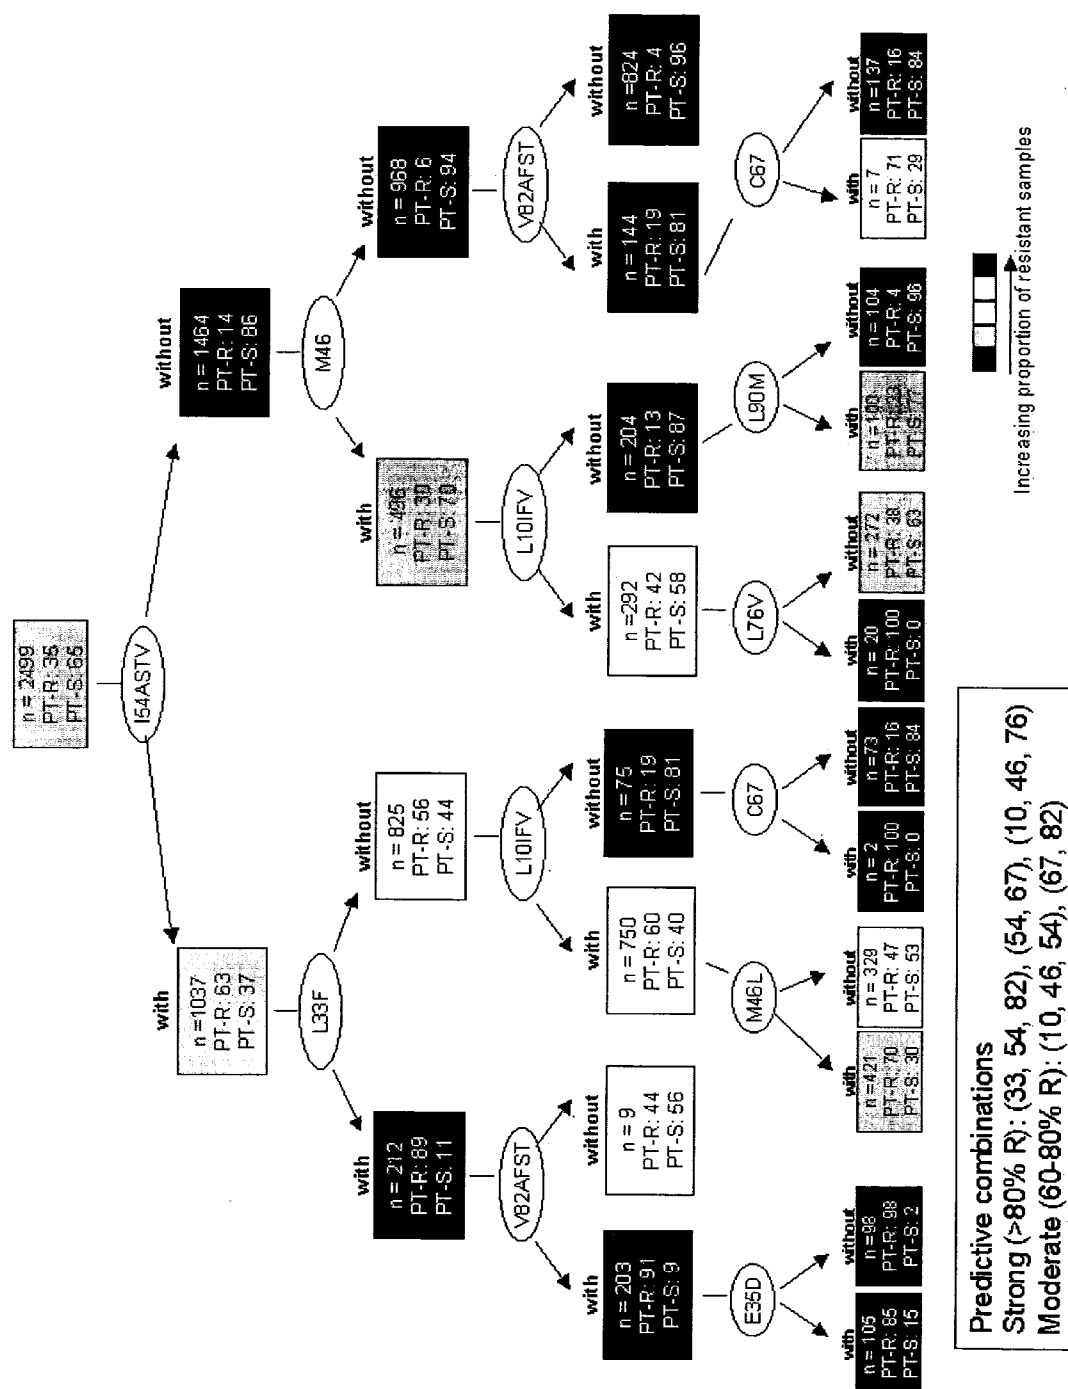 n = 2499
PT-R: 35
PT-S: 65
I54ASTV
with
n =1037
PT-R: 63
PT-S: 37
without
n = 1464
PT-R: 14
PT-S: 86
L33F
M46
with
n = 212
PT-R: 89
PT-S: 11
without
n = 825
PT-R: 56
PT-S: 44
with
n = 496
PT-R: 30
PT-S: 70
without
n = 968
PT-R: 6
PT-S: 94
V82AFST
L10IFV
L10IFV
V82AFST
with
n = 203
PT-R: 91
PT-S: 9
without
n = 9
PT-R: 44
PT-S: 56
with
n = 750
PT-R: 60
PT-S: 40
without
n = 75
PT-R: 19
PT-S: 81
with
n =292
PT-R: 42
PT-S: 58
without
n = 204
PT-R: 13
PT-S: 87
with
n = 144
PT-R: 19
PT-S: 81
without
n =824
PT-R: 4
PT-S: 96
E35D
M46L
C67
L76V
L90M
C67
with
n = 105
PT-R: 85
PT-S: 15
without
n=98
PT-R: 98
PT-S: 2
with
n =421
PT-R: 70
PT-S: 30
without
n = 329
PT-R: 47
PT-S: 53
with
n = 2
PT-R: 100
PT-S: 0
without
n =73
PT-R: 16
PT-S: 84
with
n = 20
PT-R: 100
PT-S: 0
without
n = 272
PT-R: 38
PT-S: 63
with
n = 100
PT-R: 23
PT-S:
without
n = 104
PT-R: 4
PT-S: 96
with
n = 7
PT-R: 71
PT-S: 29
without
n =137
PT-R: 16
PT-S: 84
Predictive combinations
Strong (>80% R): (33, 54, 82), (54, 67), (10, 46, 76)
Moderate (60-80% R): (10, 46, 54), (67, 82)
Increasing proportion of resistant samples